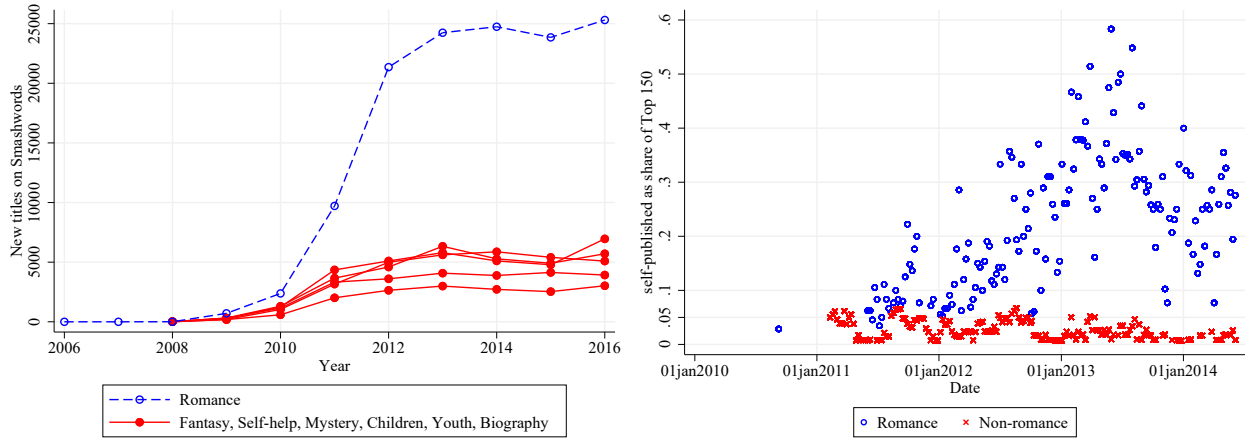 New titles on Smashwords
25000
20000
15000
10000
5000
0
2006 2008 2010 2012 2014 2016
Year
Romance
Fantasy, Self-help, Mystery, Children, Youth, Biography
self-published as share of Top 150
.6
.5
.4
.3
.2
.1
.05
0
01jan2010 01jan2011 01jan2012 01jan2013 01jan2014
Date
Romance Non-romance